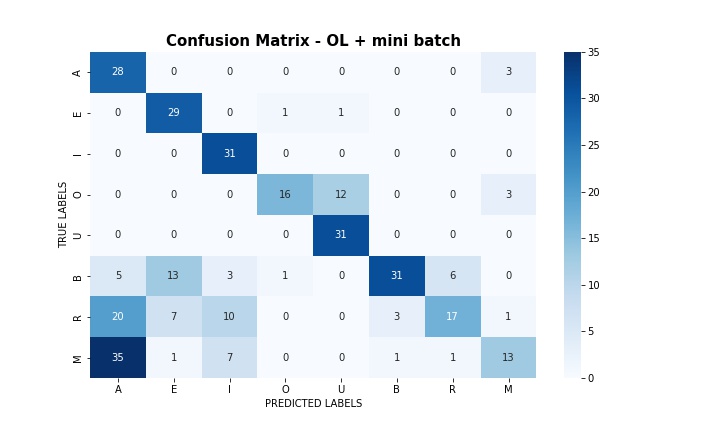 Confusion Matrix - OL + mini batch
TRUE LABELS
A 28 0 0 0 0 0 0 3
E 0 29 0 1 1 0 0 0
I 0 0 31 0 0 0 0 0
O 0 0 0 16 12 0 0 3
U 0 0 0 0 31 0 0 0
B 5 13 3 1 0 31 6 0
R 20 7 10 0 0 3 17 1
M 35 1 7 0 0 1 1 13
A E I O U B R M
PREDICTED LABELS
35
30
25
20
15
10
5
0